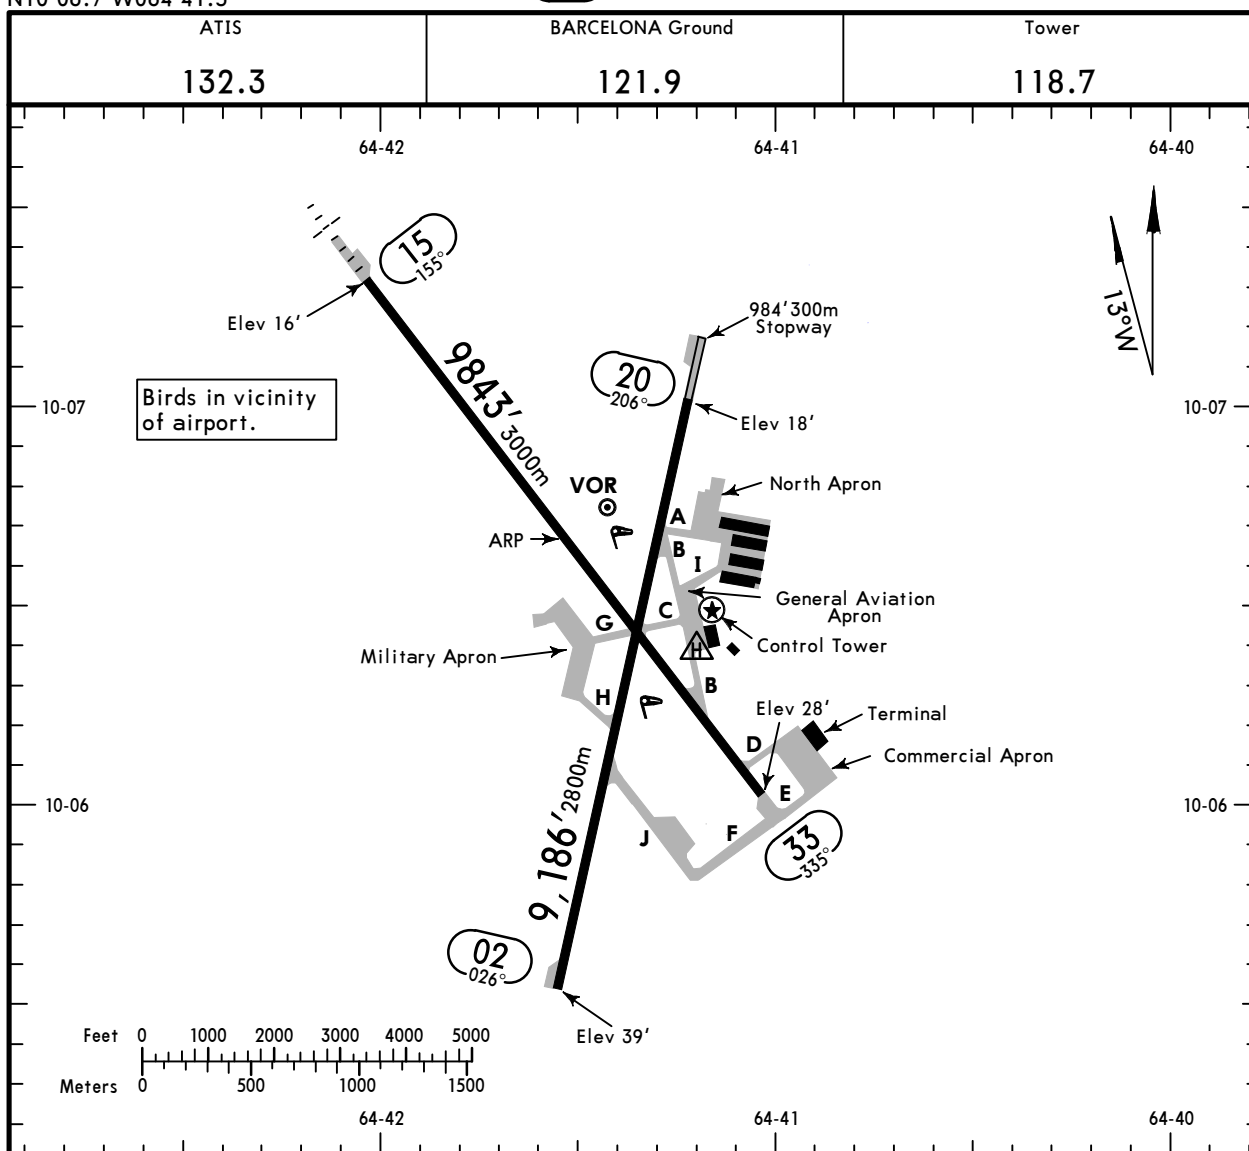 ATIS
BARCELONA Ground
Tower
132.3
121.9
118.7
64-42
64-41
64-40
15
155°
13°W
Elev 16'
984'300m
Stopway
9843' 3000m
20
206°
Birds in vicinity
of airport.
10-07
Elev 18'
10-07
VOR
North Apron
A
ARP
B
I
General Aviation
Apron
C
G
Control Tower
H
Military Apron
B
H
Elev 28'
Terminal
D
Commercial Apron
E
10-06
10-06
9,186' 2800m
J
F
33
335°
02
026°
Elev 39'
Feet 0 1000 2000 3000 4000 5000
Meters 0 500 1000 1500
64-42
64-41
64-40